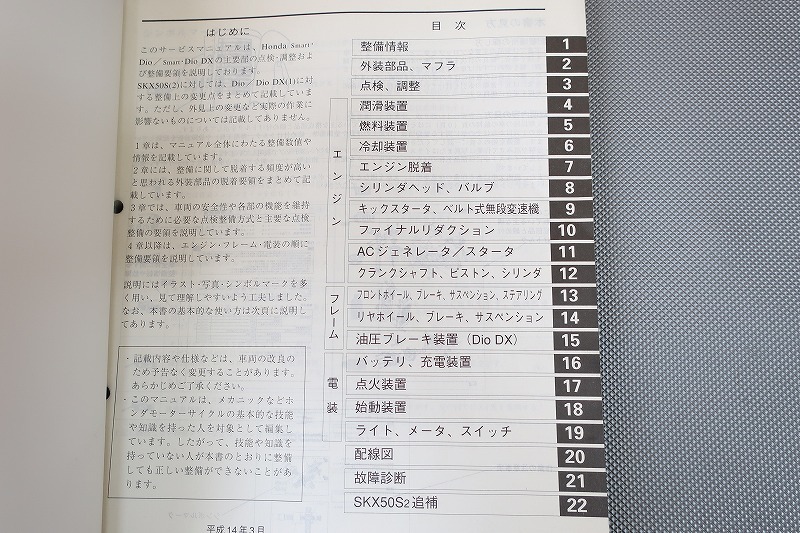 はじめに
このサービスマニュアルは、Honda Smart・
Dio／Smart・Dio DXの主要部の点検・調整およ
び整備要領を説明しております。
SKX50S(2)に対しては、Dio／Dio DX(1)に対
する整備上の変更点をまとめて記載していま
す。ただし、外見上の変更など実際の作業に
影響ないものについては記載してありません。
1章は、マニュアル全体にわたる整備数値や
情報を記載しています。
2章には、整備に関して脱着する頻度が高い
と思われる外装部品の脱着要領をまとめて記
載しています。
3章では、車両の安全性や各部の機能を維持
するために必要な点検整備方式と主要な点検
整備の要領を説明しています。
4章以降は、エンジン・フレーム・電装の順に
整備要領を説明しています。
説明にはイラスト・写真・シンボルマークを多
く用い、見て理解しやすいよう工夫しました。
なお、本書の基本的な使い方は次頁に説明し
てあります。
・記載内容や仕様などは、車両の改良の
ため予告なく変更することがあります。
あらかじめご了承ください。
・このマニュアルは、メカニックなどホ
ンダモーターサイクルの基本的な技能
や知識を持った人を対象として編集し
ています。したがって、技能や知識を
持っていない人が本書のとおりに整備
しても正しい整備ができないことがあ
ります。
平成14年3月
目 次
整備情報 1
外装部品、マフラ 2
点検、調整 3
エンジン
潤滑装置 4
燃料装置 5
冷却装置 6
エンジン脱着 7
シリンダヘッド、バルブ 8
キックスタータ、ベルト式無段変速機 9
ファイナルリダクション 10
ACジェネレータ／スタータ 11
クランクシャフト、ピストン、シリンダ 12
フレーム
フロントホイール、ブレーキ、サスペンション、ステアリング 13
リヤホイール、ブレーキ、サスペンション 14
油圧ブレーキ装置（Dio DX） 15
電装
バッテリ、充電装置 16
点火装置 17
始動装置 18
ライト、メータ、スイッチ 19
配線図 20
故障診断 21
SKX50S2追補 22